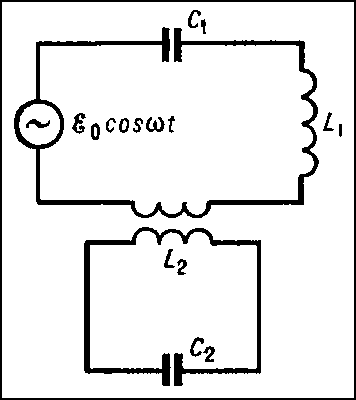 C₁
ℰ₀ cosωt
L₁
L₂
C₂